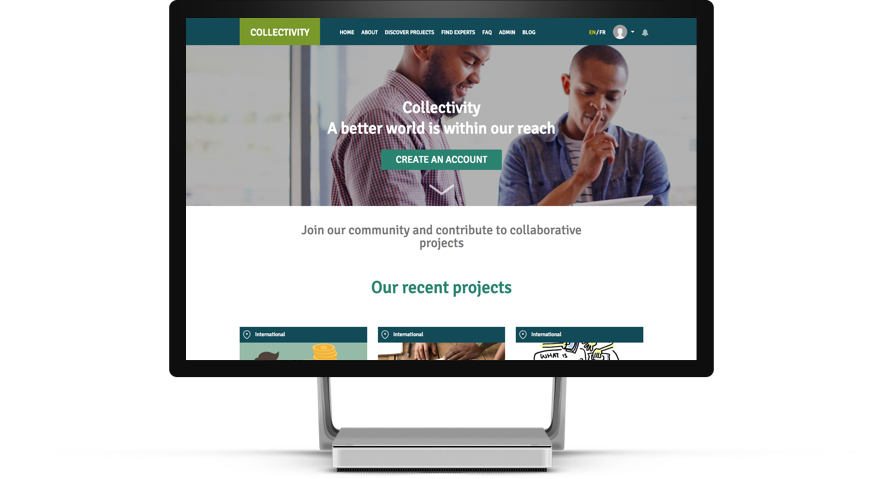 COLLECTIVITY HOME ABOUT DISCOVER PROJECTS FIND EXPERTS FAQ ADMIN BLOG EN/FR
Collectivity
A better world is within our reach
CREATE AN ACCOUNT
Join our community and contribute to collaborative
projects
Our recent projects
International International International
WHAT IS